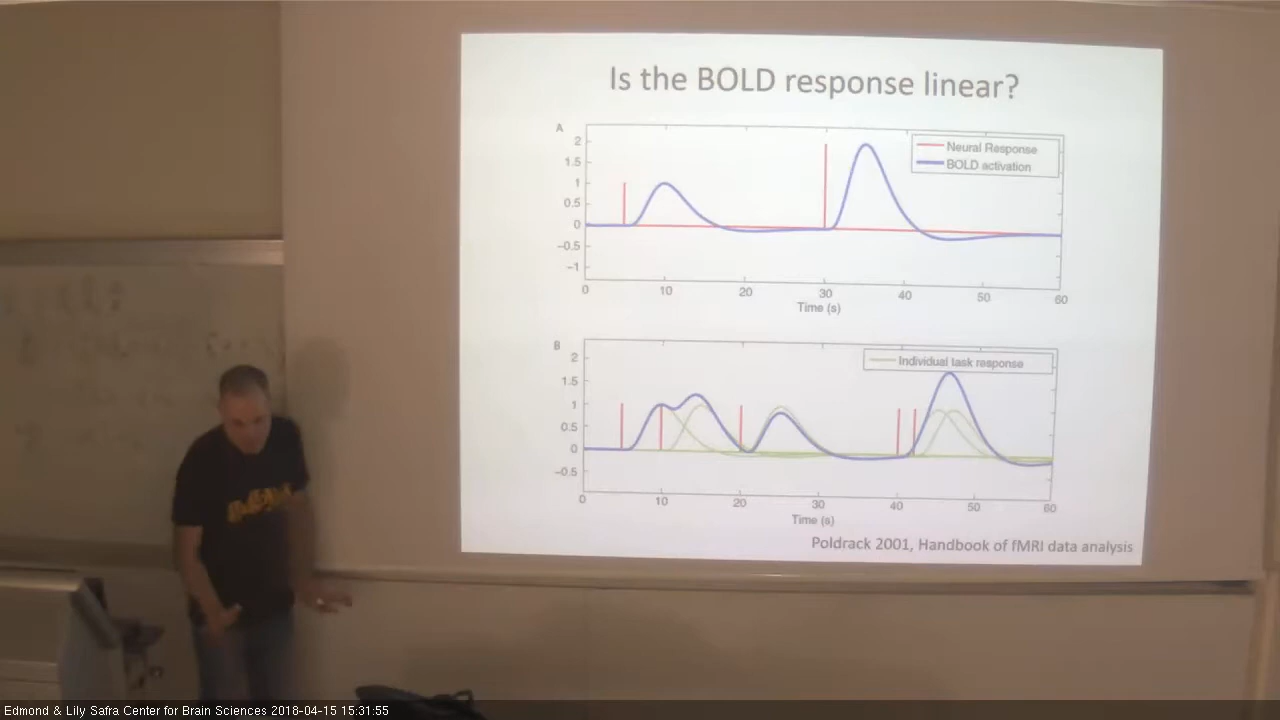 Is the BOLD response linear?
A
Neural Response
BOLD activation
2
1.5
1
0.5
0
−0.5
−1
0 10 20 30 40 50 60
Time (s)
B
Individual task response
2
1.5
1
0.5
0
−0.5
0 10 20 30 40 50 60
Time (s)
Poldrack 2001, Handbook of fMRI data analysis
Edmond & Lily Safra Center for Brain Sciences 2018-04-15 15:31:55